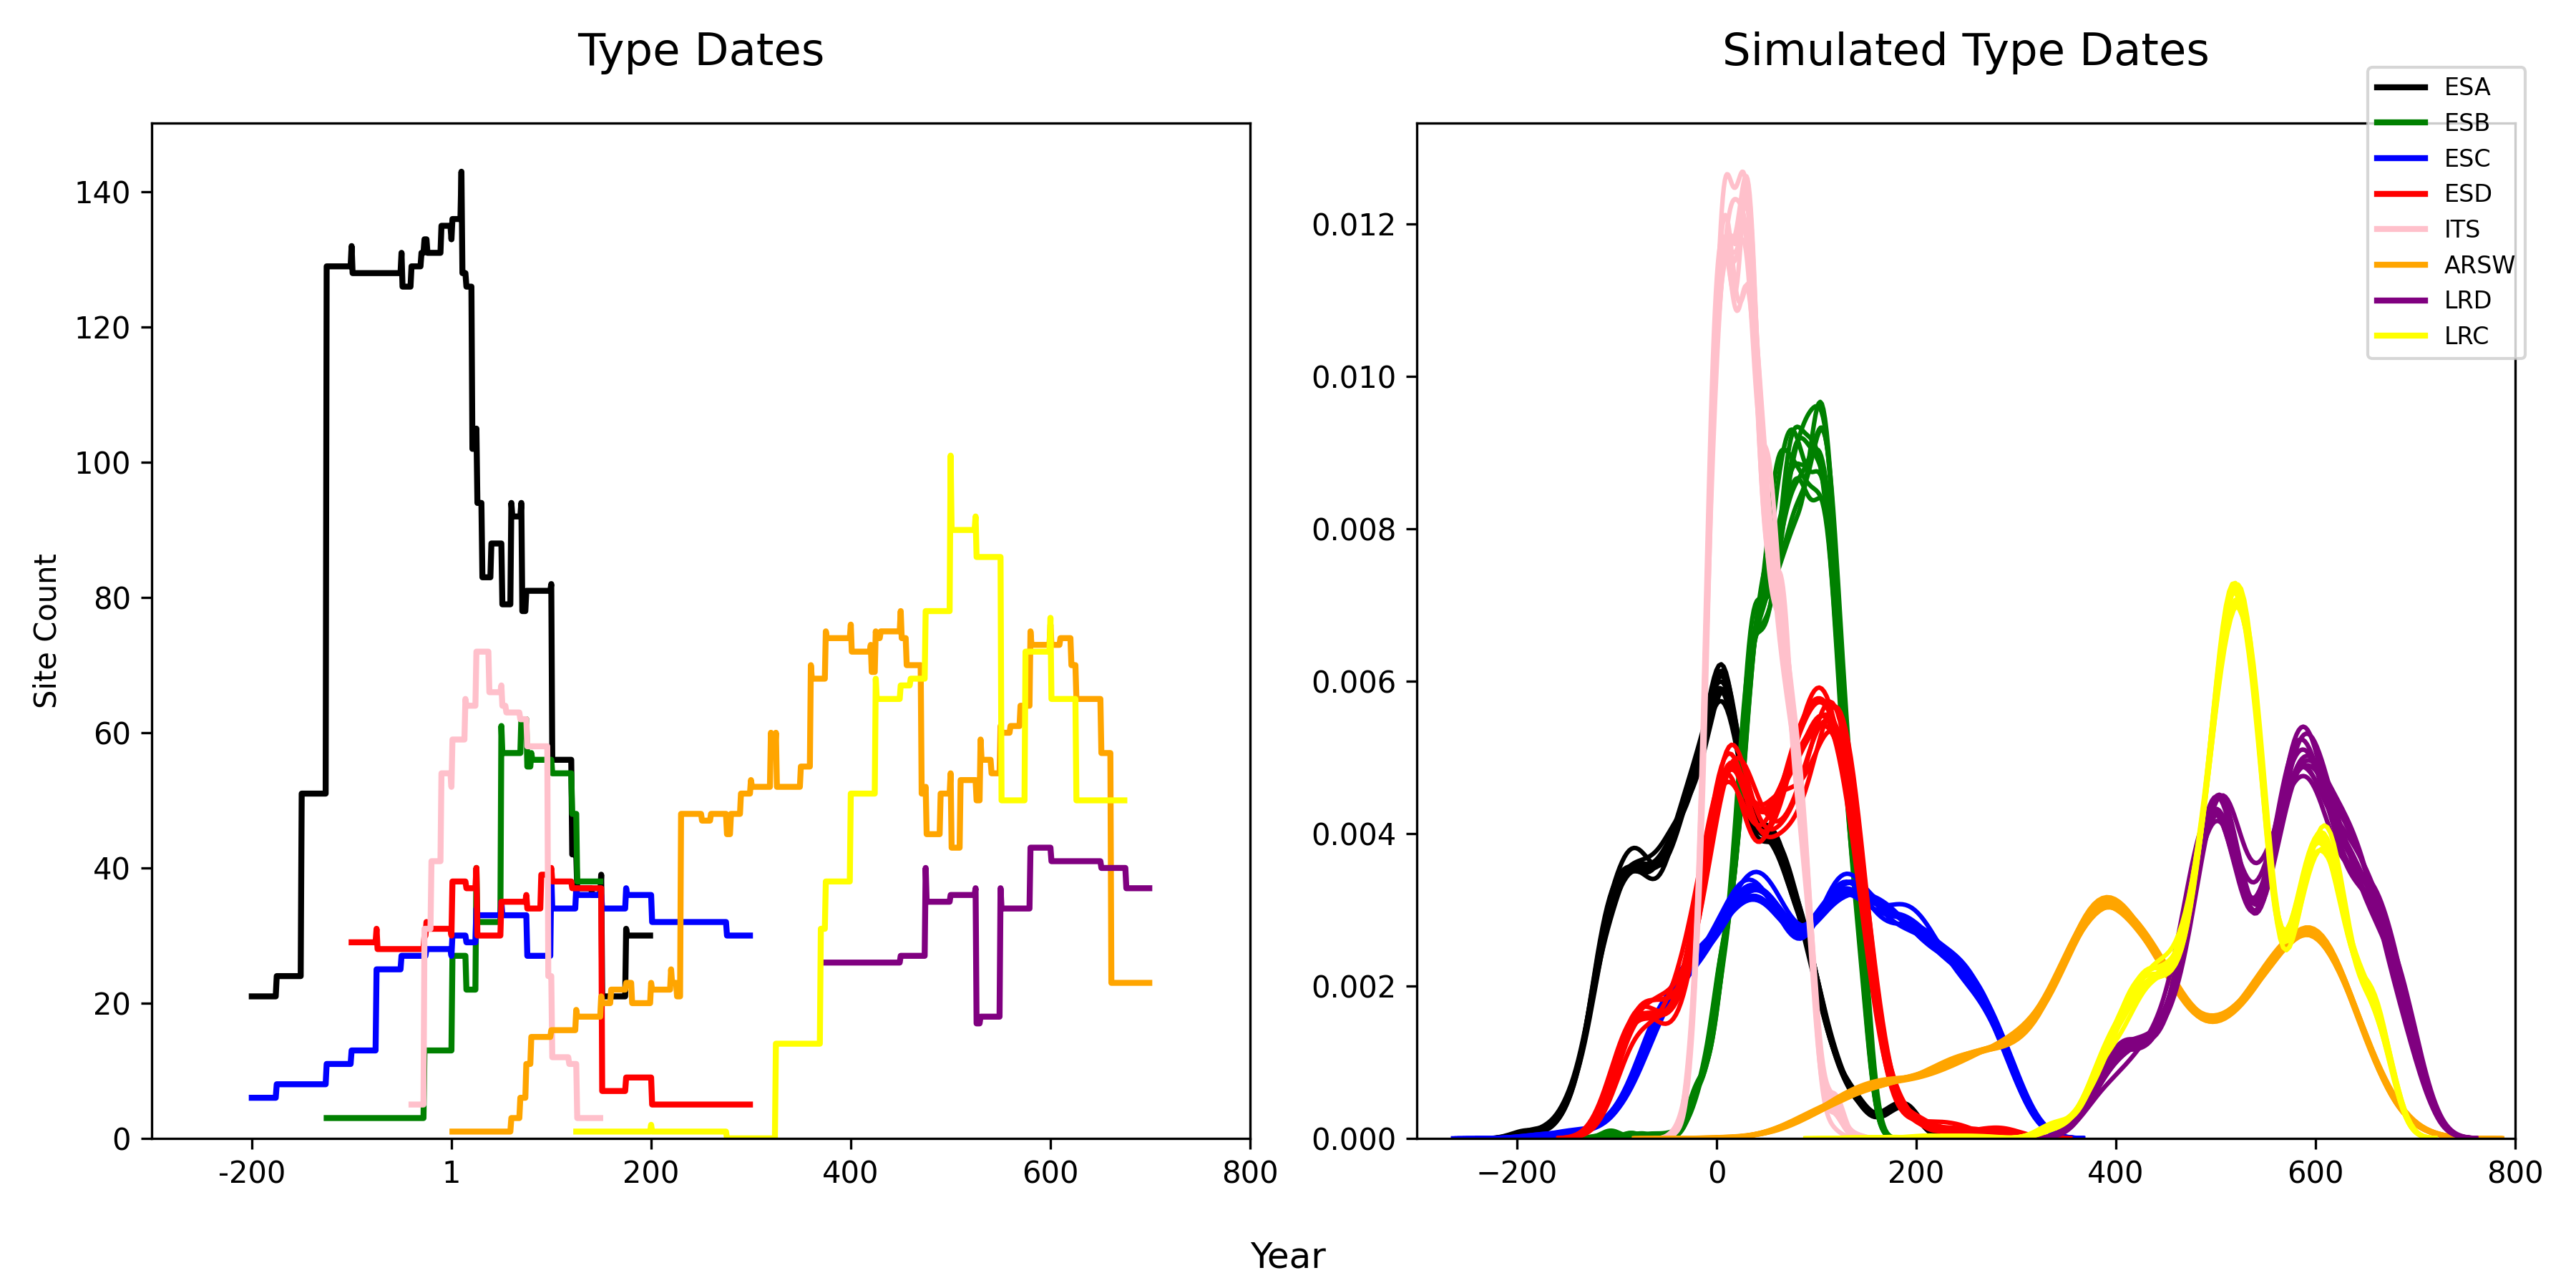 Type Dates
Simulated Type Dates
ESA
ESB
ESC
ESD
ITS
ARSW
LRD
LRC
Site Count
140
120
100
80
60
40
20
0
-200
1
200
400
600
800
0.012
0.010
0.008
0.006
0.004
0.002
0.000
−200
0
200
400
600
800
Year